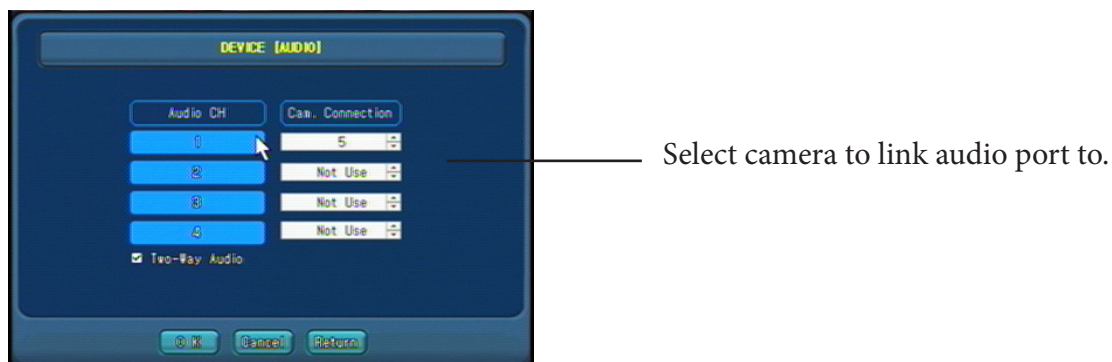 DEVICE [AUDIO]
Audio CH Cam. Connection
1 5
2 Not Use
3 Not Use
4 Not Use
Two-Way Audio
OK Cancel Return
Select camera to link audio port to.